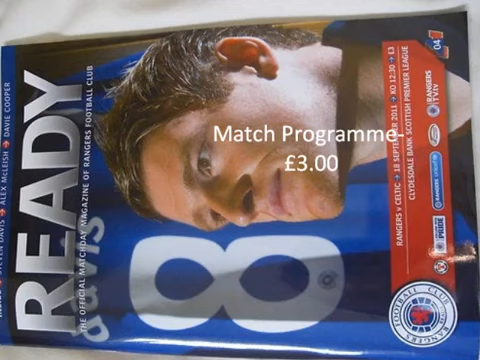 READY
THE OFFICIAL MATCHDAY MAGAZINE OF RANGERS FOOTBALL CLUB
STEVEN DAVIS → ALEX McLEISH → DAVIE COOPER
davis
8
Match Programme-
£3.00
RANGERS v CELTIC → 18 SEPTEMBER 2011 → KO 12:30 → £3
CLYDESDALE BANK SCOTTISH PREMIER LEAGUE
04
RANGERS
PRIDE
FOOTBALL CLUB
RANGERS